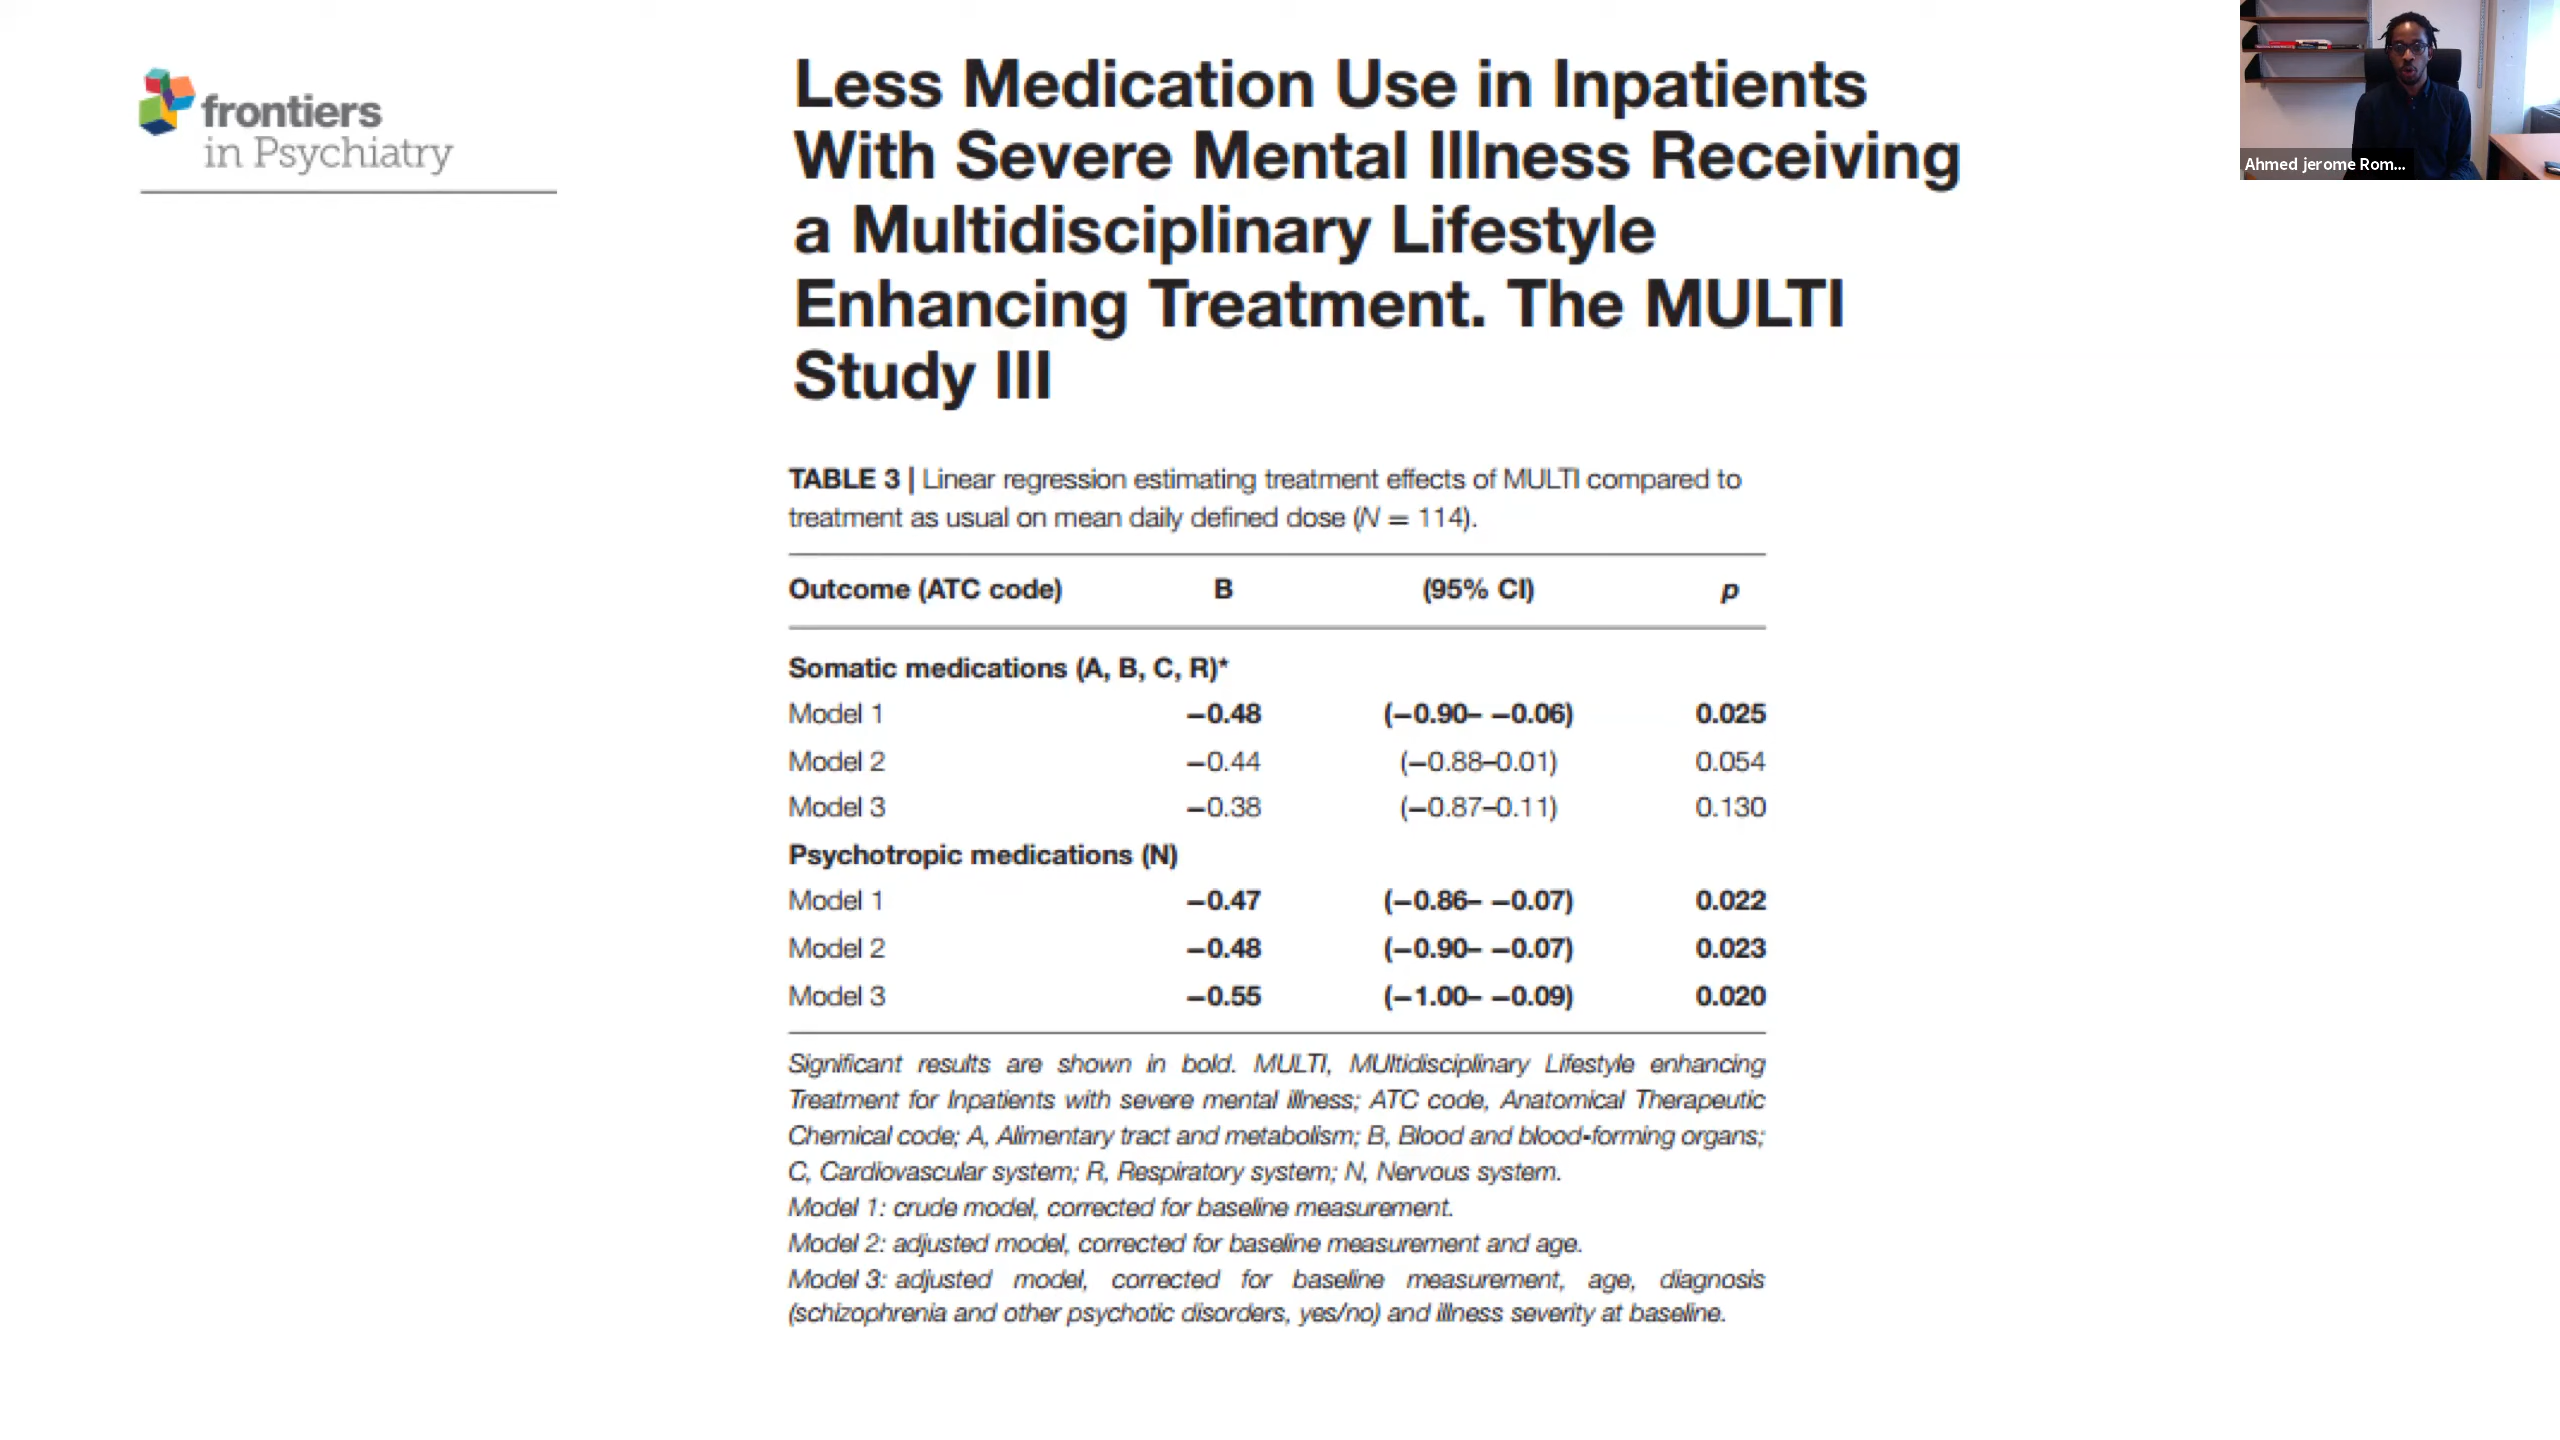 frontiers
in Psychiatry
Less Medication Use in Inpatients
With Severe Mental Illness Receiving
a Multidisciplinary Lifestyle
Enhancing Treatment. The MULTI
Study III
Ahmed jerome Rom...
TABLE 3 | Linear regression estimating treatment effects of MULTI compared to
treatment as usual on mean daily defined dose (N = 114).
Outcome (ATC code) B (95% CI) p
Somatic medications (A, B, C, R)*
Model 1 −0.48 (−0.90– −0.06) 0.025
Model 2 −0.44 (−0.88–0.01) 0.054
Model 3 −0.38 (−0.87–0.11) 0.130
Psychotropic medications (N)
Model 1 −0.47 (−0.86– −0.07) 0.022
Model 2 −0.48 (−0.90– −0.07) 0.023
Model 3 −0.55 (−1.00– −0.09) 0.020
Significant results are shown in bold. MULTI, MUltidisciplinary Lifestyle enhancing
Treatment for Inpatients with severe mental illness; ATC code, Anatomical Therapeutic
Chemical code; A, Alimentary tract and metabolism; B, Blood and blood-forming organs;
C, Cardiovascular system; R, Respiratory system; N, Nervous system.
Model 1: crude model, corrected for baseline measurement.
Model 2: adjusted model, corrected for baseline measurement and age.
Model 3: adjusted model, corrected for baseline measurement, age, diagnosis
(schizophrenia and other psychotic disorders, yes/no) and illness severity at baseline.